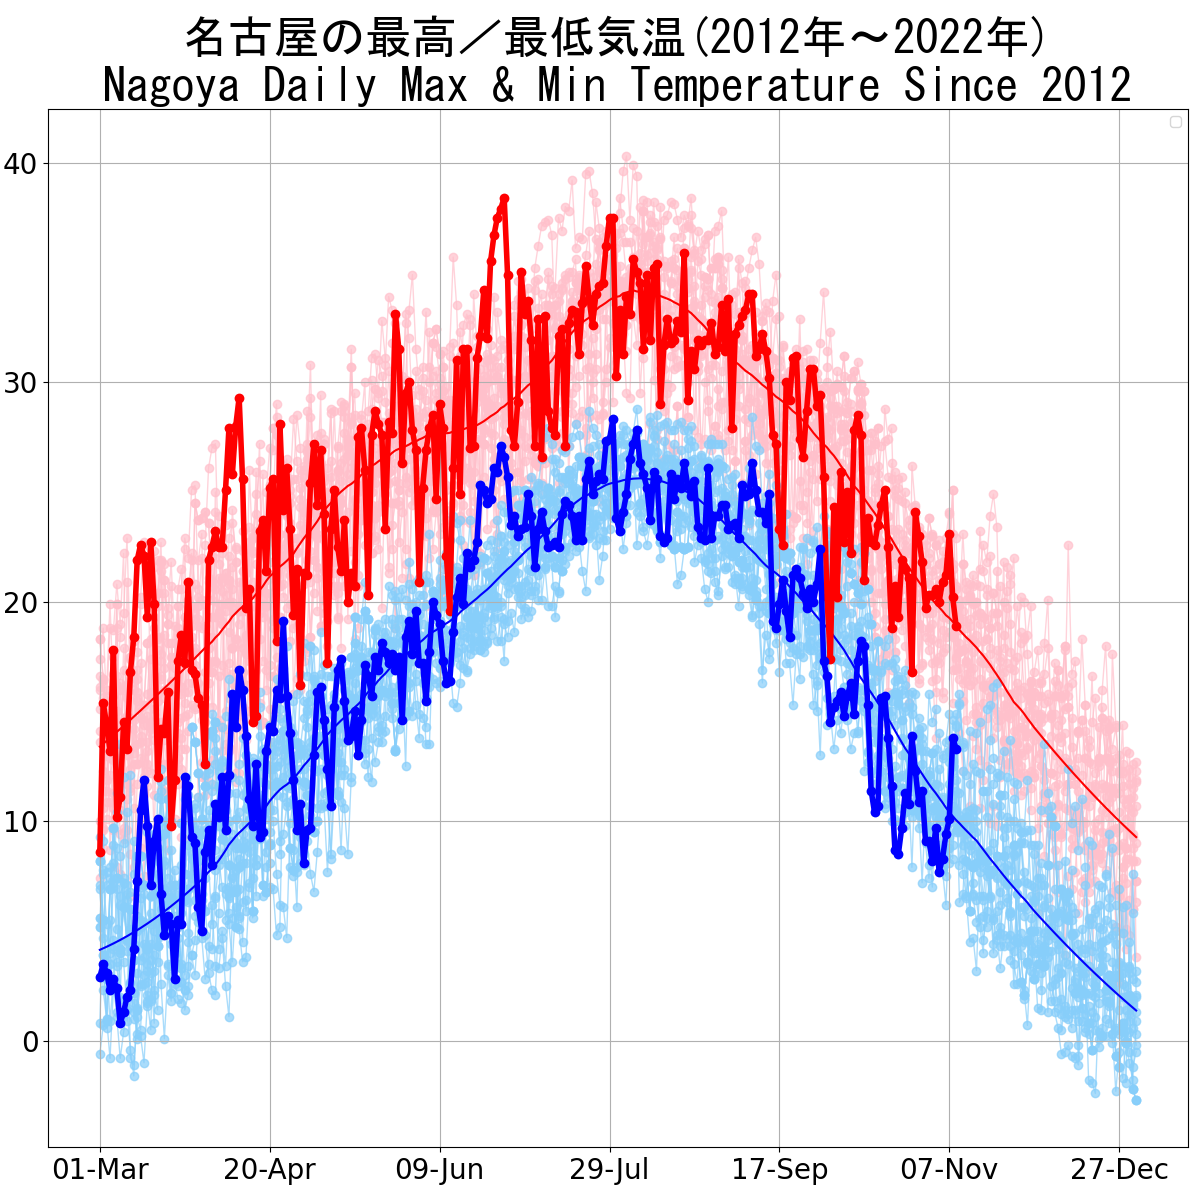 名古屋の最高／最低気温(2012年～2022年)
Nagoya Daily Max & Min Temperature Since 2012
40
30
20
10
0
01-Mar 20-Apr 09-Jun 29-Jul 17-Sep 07-Nov 27-Dec